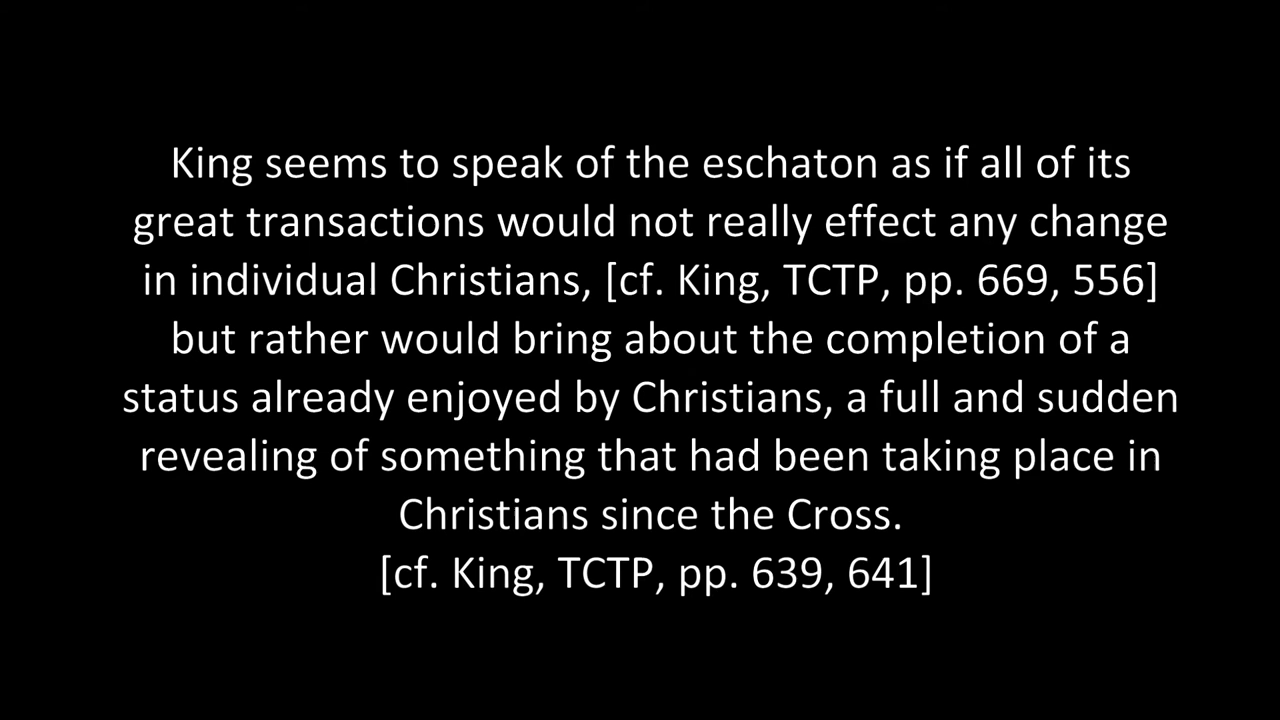 King seems to speak of the eschaton as if all of its
great transactions would not really effect any change
in individual Christians, [cf. King, TCTP, pp. 669, 556]
but rather would bring about the completion of a
status already enjoyed by Christians, a full and sudden
revealing of something that had been taking place in
Christians since the Cross.
[cf. King, TCTP, pp. 639, 641]